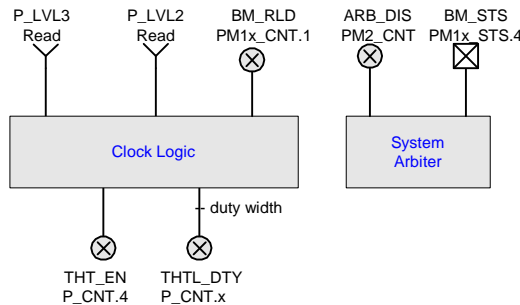 P_LVL3
Read
P_LVL2
Read
BM_RLD
PM1x_CNT.1
ARB_DIS
PM2_CNT
BM_STS
PM1x_STS.4
Clock Logic
System
Arbiter
duty width
THT_EN
P_CNT.4
THTL_DTY
P_CNT.x